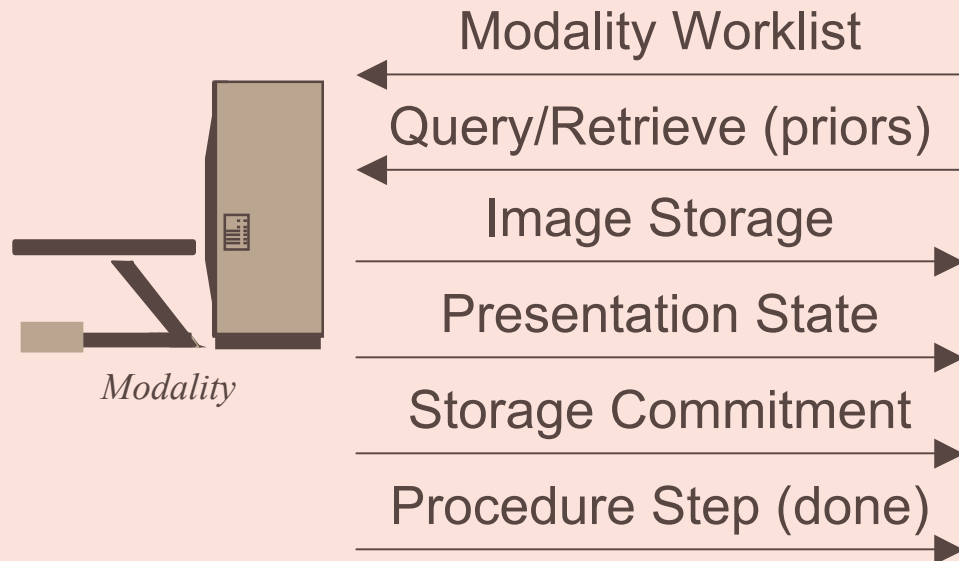 Modality Worklist
Query/Retrieve (priors)
Image Storage
Presentation State
Modality
Storage Commitment
Procedure Step (done)